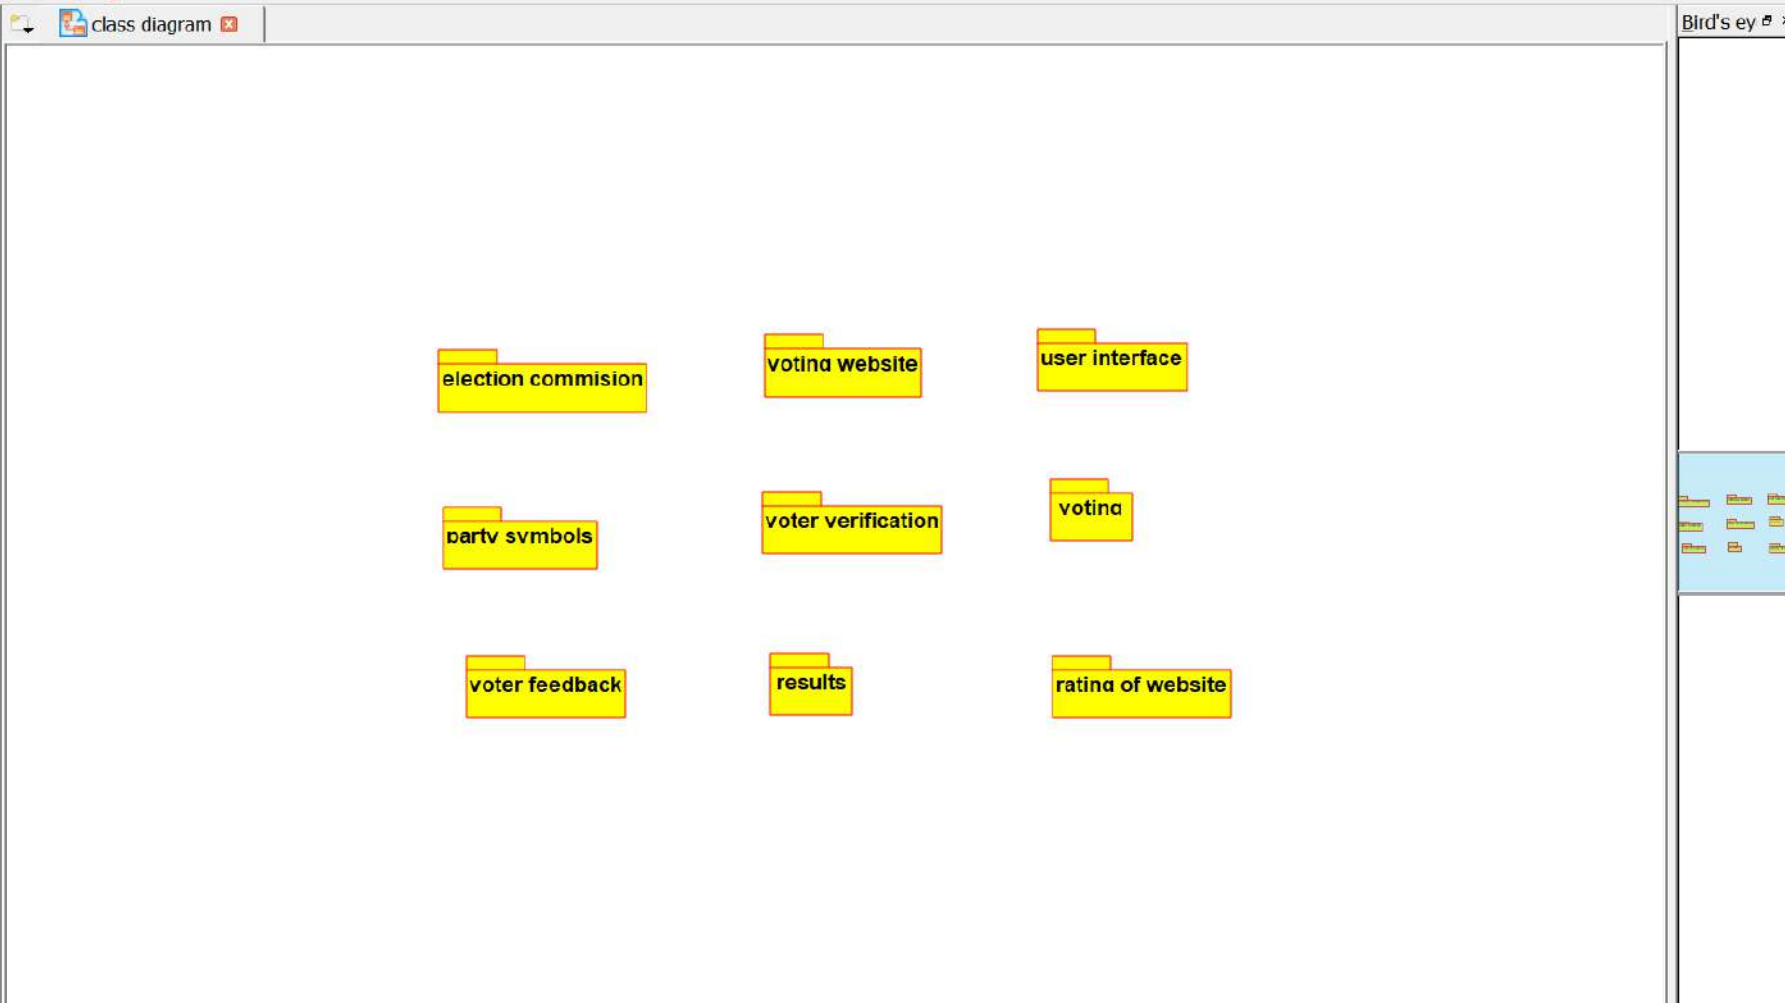 class diagram
Bird's ey
election commision
voting website
user interface
party symbols
voter verification
voting
voter feedback
results
rating of website